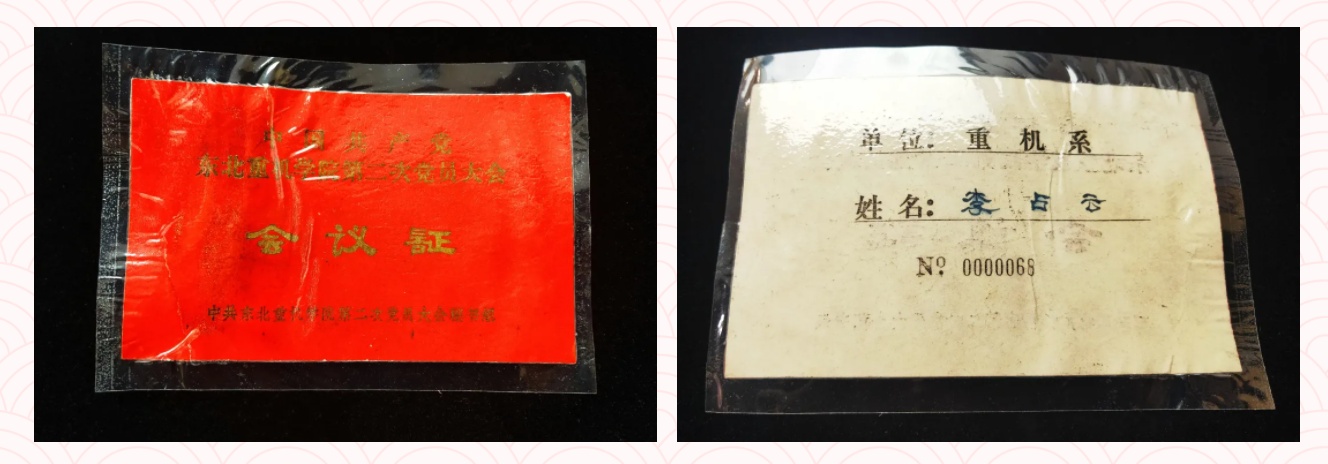 中国共产党
东北重机学院第二次党员大会
会议証
中共东北重机学院第二次党员大会秘书处
单位：重机系
姓名：李占云
Nº 0000068